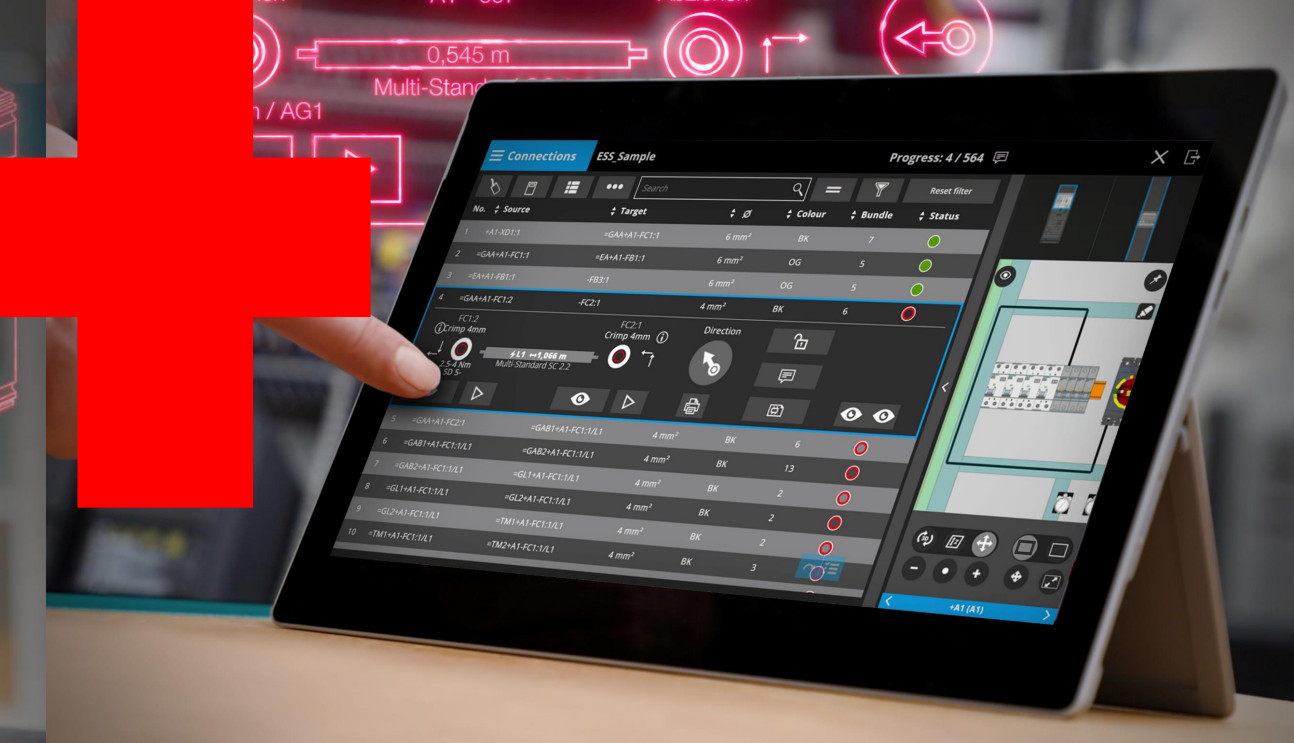 0,545 m
Multi-Stand
/ AG1
Connections ESS_Sample Progress: 4 / 564
Search Reset filter
No. Source Target Ø Colour Bundle Status
1 +A1-XD1:1 =GAA+A1-FC1:1 6 mm² BK 7
2 =GAA+A1-FC1:1 =EA+A1-FB1:1 6 mm² OG 5
3 =EA+A1-FB1:1 -FB3:1 6 mm² OG 5
4 =GAA+A1-FC1:2 -FC2:1 4 mm² BK 6
FC1:2 FC2:1 Direction
Crimp 4mm Crimp 4mm
L1 ↔1,066 m
Multi-Standard SC 2.2
2.5-4 Nm
SD 5-
5 =GAA+A1-FC2:1 =GAB1+A1-FC1:1/L1 4 mm² BK 6
6 =GAB1+A1-FC1:1/L1 =GAB2+A1-FC1:1/L1 4 mm² BK 13
7 =GAB2+A1-FC1:1/L1 =GL1+A1-FC1:1/L1 4 mm² BK 2
8 =GL1+A1-FC1:1/L1 =GL2+A1-FC1:1/L1 4 mm² BK 2
9 =GL2+A1-FC1:1/L1 =TM1+A1-FC1:1/L1 4 mm² BK 2
10 =TM1+A1-FC1:1/L1 =TM2+A1-FC1:1/L1 4 mm² BK 3
+A1 (A1)